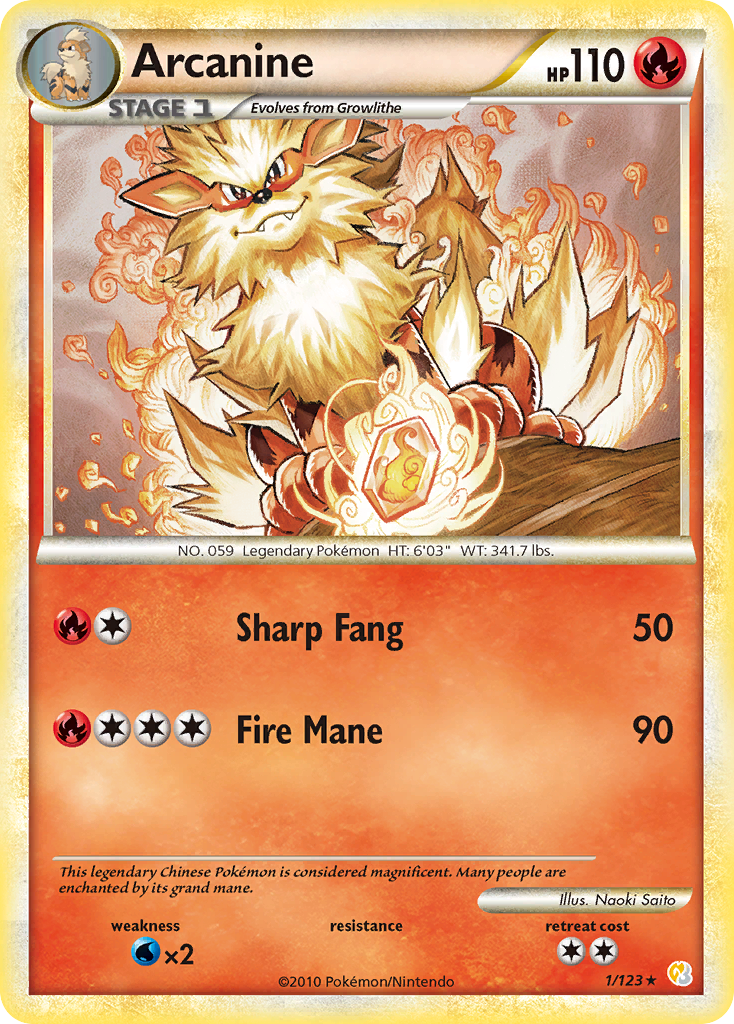 Arcanine
HP 110
STAGE 1
Evolves from Growlithe
NO. 059 Legendary Pokémon HT: 6'03" WT: 341.7 lbs.
Sharp Fang 50
Fire Mane 90
This legendary Chinese Pokémon is considered magnificent. Many people are
enchanted by its grand mane.
Illus. Naoki Saito
weakness resistance retreat cost
×2
©2010 Pokémon/Nintendo
1/123 ★